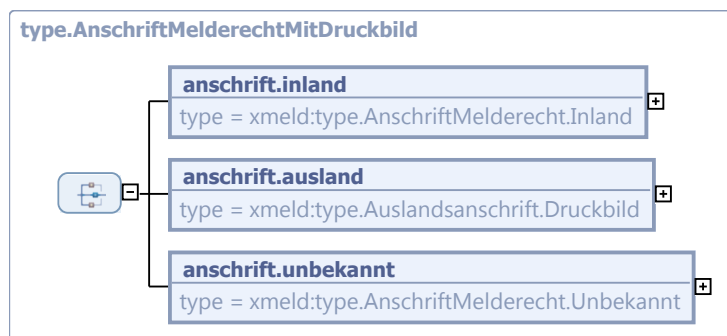 type.AnschriftMelderechtMitDruckbild
anschrift.inland
type = xmeld:type.AnschriftMelderecht.Inland
anschrift.ausland
type = xmeld:type.Auslandsanschrift.Druckbild
anschrift.unbekannt
type = xmeld:type.AnschriftMelderecht.Unbekannt